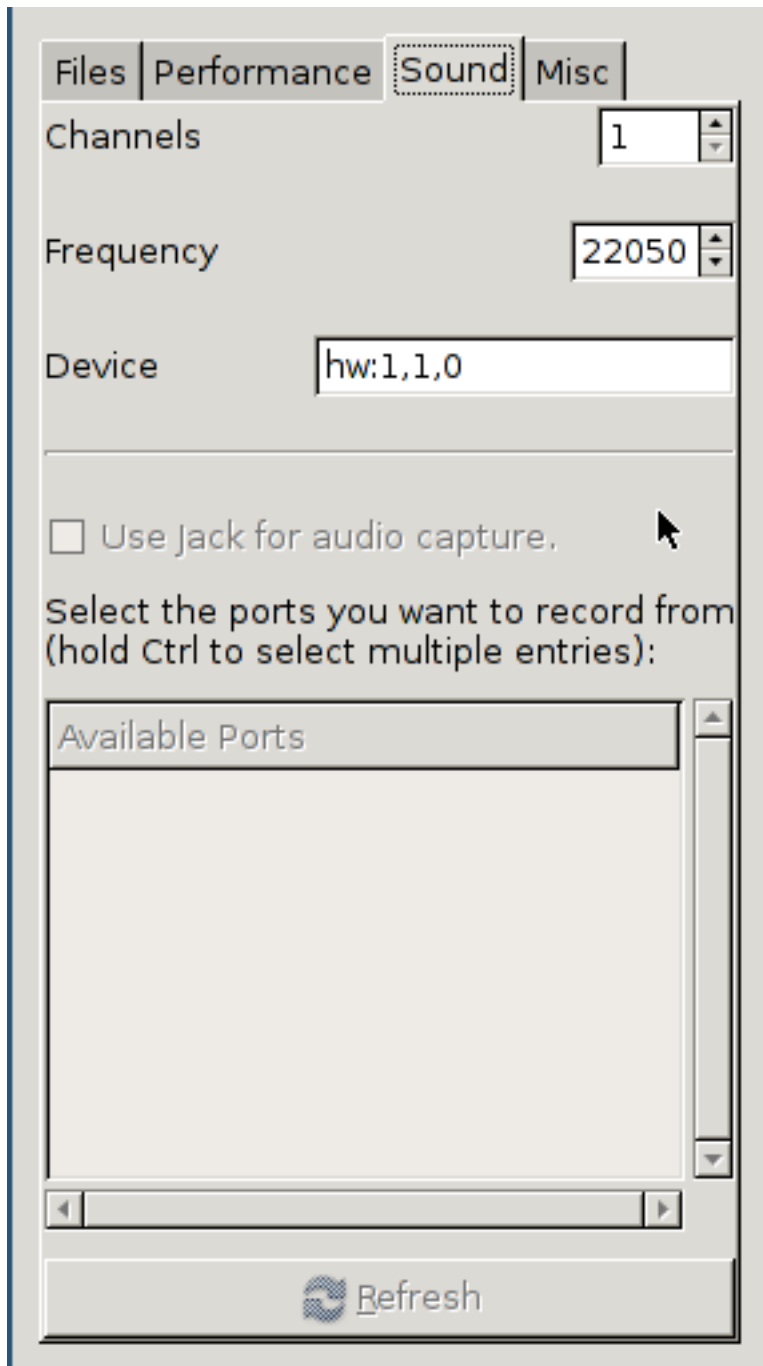 Files Performance Sound Misc
Channels 1
Frequency 22050
Device hw:1,1,0
Use Jack for audio capture.
Select the ports you want to record from
(hold Ctrl to select multiple entries):
Available Ports
Refresh